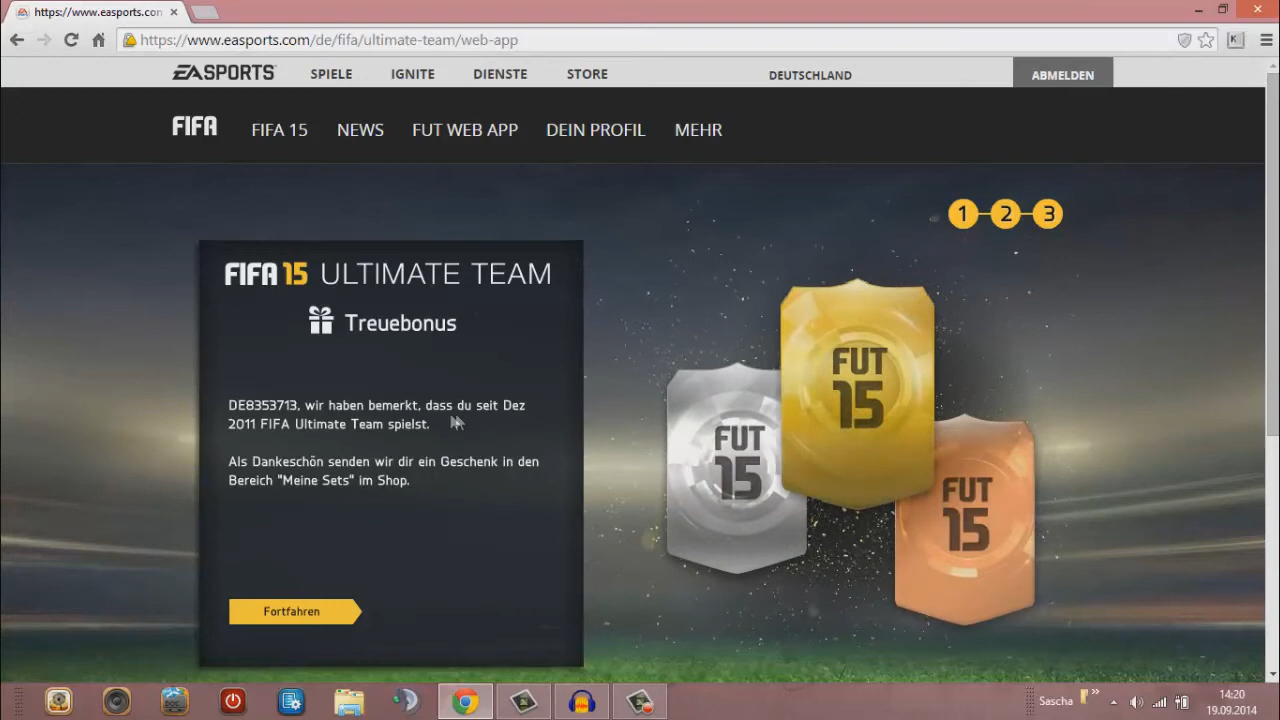 https://www.easports.con
https://www.easports.com/de/fifa/ultimate-team/web-app
EA SPORTS
SPIELE
IGNITE
DIENSTE
STORE
DEUTSCHLAND
ABMELDEN
FIFA
FIFA 15
NEWS
FUT WEB APP
DEIN PROFIL
MEHR
1 2 3
FIFA 15 ULTIMATE TEAM
Treuebonus
DE8353713, wir haben bemerkt, dass du seit Dez
2011 FIFA Ultimate Team spielst.
Als Dankeschön senden wir dir ein Geschenk in den
Bereich "Meine Sets" im Shop.
Fortfahren
FUT
15
FUT
15
FUT
15
DOC
Sascha
14:20
19.09.2014